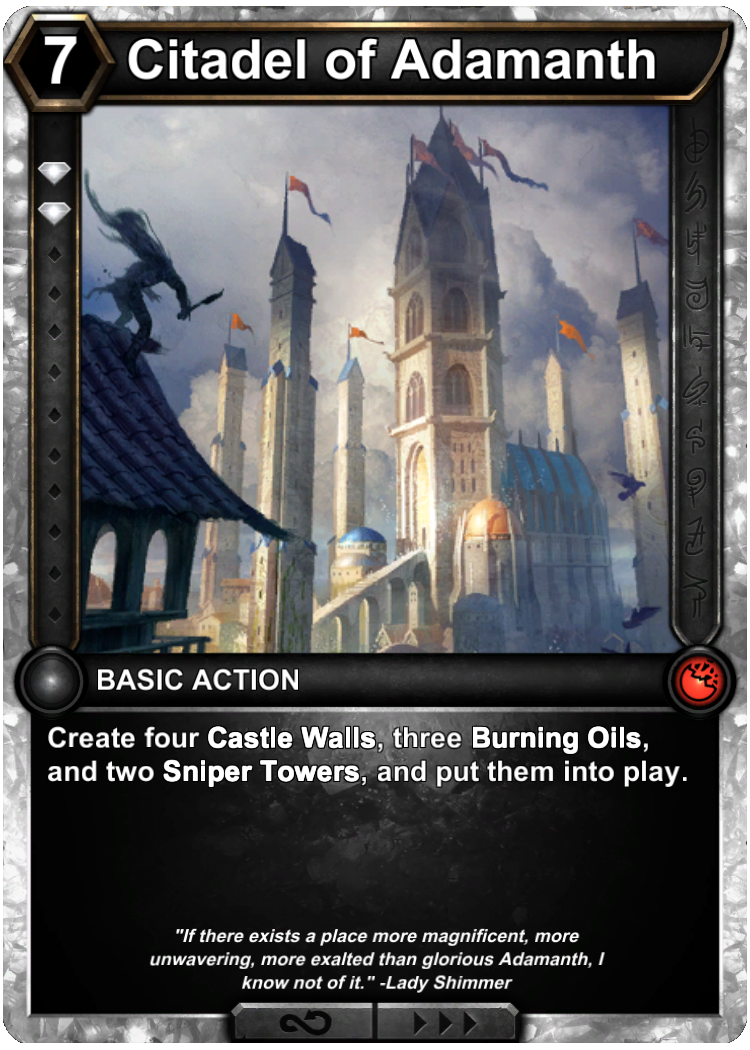 7
Citadel of Adamanth
BASIC ACTION
Create four Castle Walls, three Burning Oils,
and two Sniper Towers, and put them into play.
"If there exists a place more magnificent, more
unwavering, more exalted than glorious Adamanth, I
know not of it." -Lady Shimmer